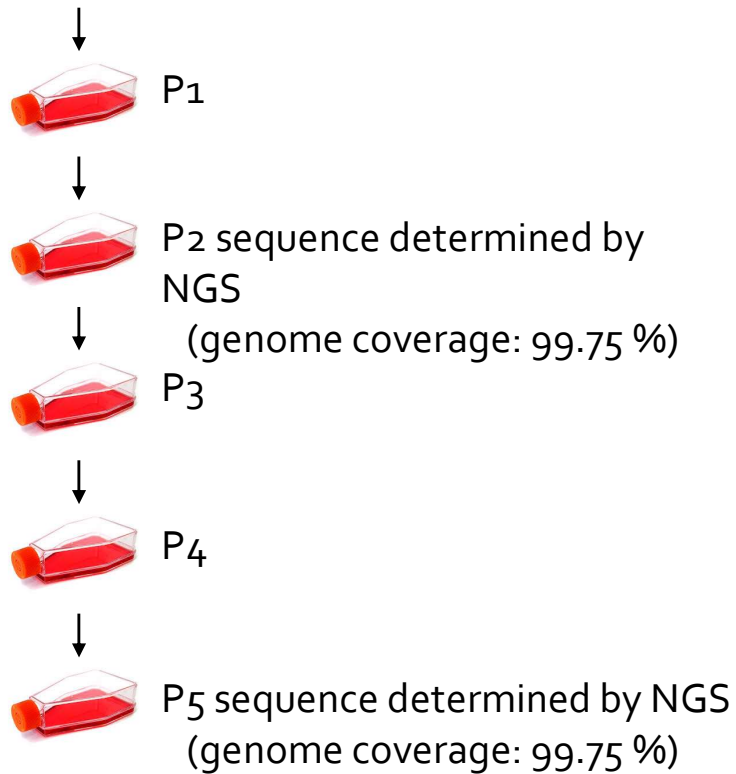 P1
P2 sequence determined by
NGS
(genome coverage: 99.75 %)
P3
P4
P5 sequence determined by NGS
(genome coverage: 99.75 %)